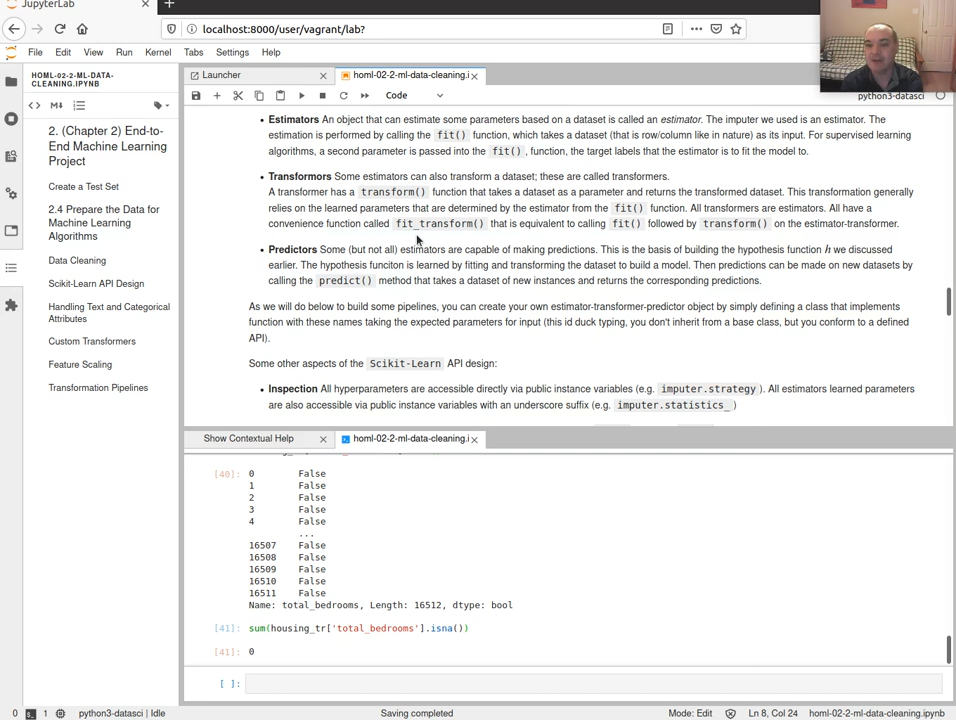 JupyterLab
localhost:8000/user/vagrant/lab?
File Edit View Run Kernel Tabs Settings Help
HOML-02-2-ML-DATA-
CLEANING.IPYNB
2. (Chapter 2) End-to-
End Machine Learning
Project
Create a Test Set
2.4 Prepare the Data for
Machine Learning
Algorithms
Data Cleaning
Scikit-Learn API Design
Handling Text and Categorical
Attributes
Custom Transformers
Feature Scaling
Transformation Pipelines
Launcher
homl-02-2-ml-data-cleaning.i
Code
python3-datasci
Estimators An object that can estimate some parameters based on a dataset is called an estimator. The imputer we used is an estimator. The
estimation is performed by calling the fit() function, which takes a dataset (that is row/column like in nature) as its input. For supervised learning
algorithms, a second parameter is passed into the fit(), function, the target labels that the estimator is to fit the model to.
Transformors Some estimators can also transform a dataset; these are called transformers.
A transformer has a transform() function that takes a dataset as a parameter and returns the transformed dataset. This transformation generally
relies on the learned parameters that are determined by the estimator from the fit() function. All transformers are estimators. All have a
convenience function called fit_transform() that is equivalent to calling fit() followed by transform() on the estimator-transformer.
Predictors Some (but not all) estimators are capable of making predictions. This is the basis of building the hypothesis function h we discussed
earlier. The hypothesis funciton is learned by fitting and transforming the dataset to build a model. Then predictions can be made on new datasets by
calling the predict() method that takes a dataset of new instances and returns the corresponding predictions.
As we will do below to build some pipelines, you can create your own estimator-transformer-predictor object by simply defining a class that implements
function with these names taking the expected parameters for input (this id duck typing, you don't inherit from a base class, but you conform to a defined
API).
Some other aspects of the Scikit-Learn API design:
Inspection All hyperparameters are accessible directly via public instance variables (e.g. imputer.strategy). All estimators learned parameters
are also accessible via public instance variables with an underscore suffix (e.g. imputer.statistics_ )
Show Contextual Help
homl-02-2-ml-data-cleaning.i
[40]: 0 False
1 False
2 False
3 False
4 False
...
16507 False
16508 False
16509 False
16510 False
16511 False
Name: total_bedrooms, Length: 16512, dtype: bool
[41]: sum(housing_tr['total_bedrooms'].isna())
[41]: 0
[ ]:
0 1 python3-datasci | Idle Saving completed Mode: Edit Ln 8, Col 24 homl-02-2-ml-data-cleaning.ipynb